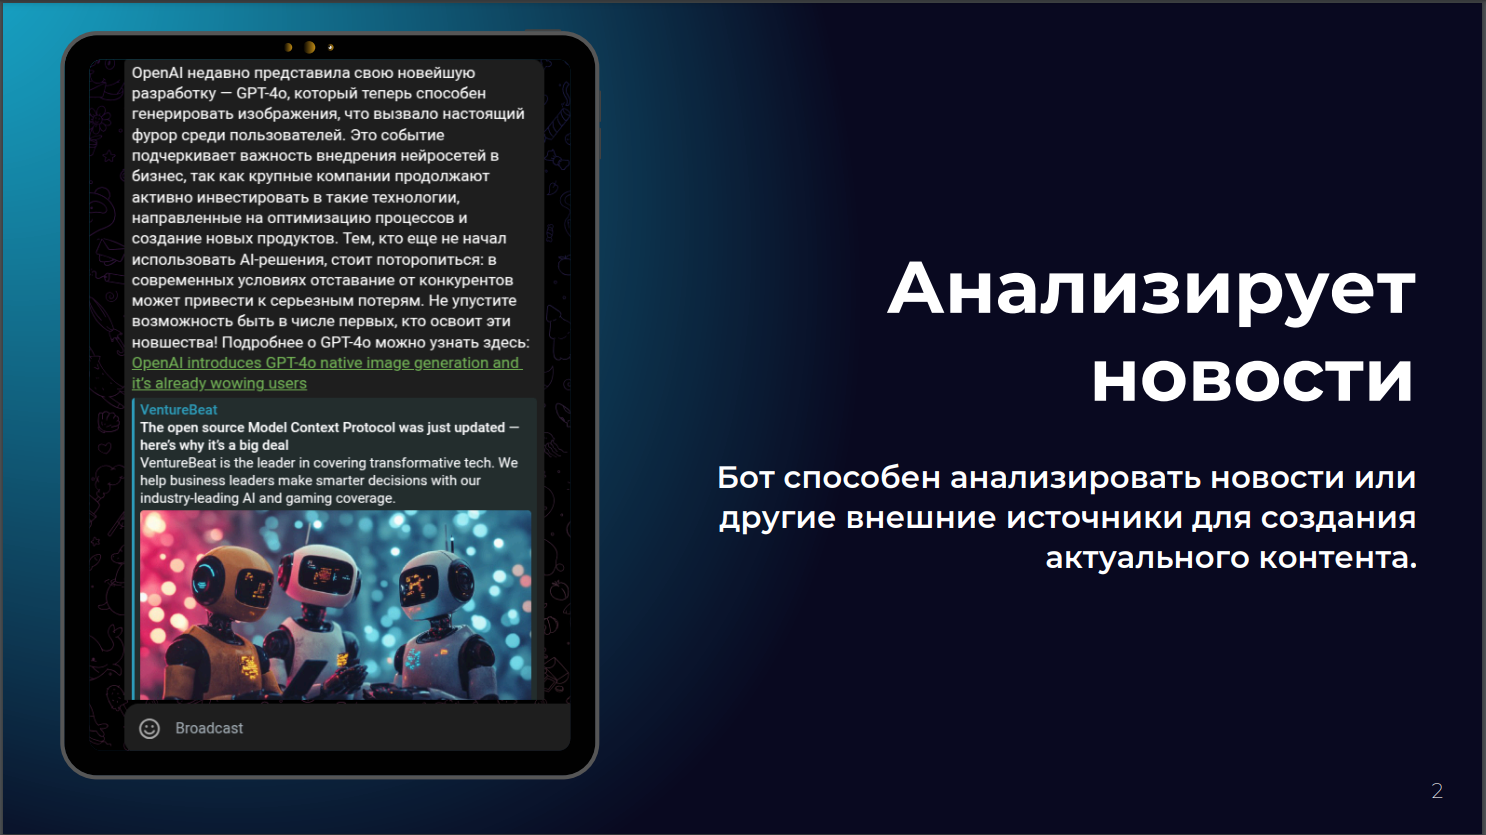 OpenAI недавно представила свою новейшую
разработку — GPT-4o, который теперь способен
генерировать изображения, что вызвало настоящий
фурор среди пользователей. Это событие
подчеркивает важность внедрения нейросетей в
бизнес, так как крупные компании продолжают
активно инвестировать в такие технологии,
направленные на оптимизацию процессов и
создание новых продуктов. Тем, кто еще не начал
использовать AI-решения, стоит поторопиться: в
современных условиях отставание от конкурентов
может привести к серьезным потерям. Не упустите
возможность быть в числе первых, кто освоит эти
новшества! Подробнее о GPT-4o можно узнать здесь:
OpenAI introduces GPT-4o native image generation and
it’s already wowing users
VentureBeat
The open source Model Context Protocol was just updated —
here’s why it’s a big deal
VentureBeat is the leader in covering transformative tech. We
help business leaders make smarter decisions with our
industry-leading AI and gaming coverage.
Broadcast
Анализирует
новости
Бот способен анализировать новости или
другие внешние источники для создания
актуального контента.
2